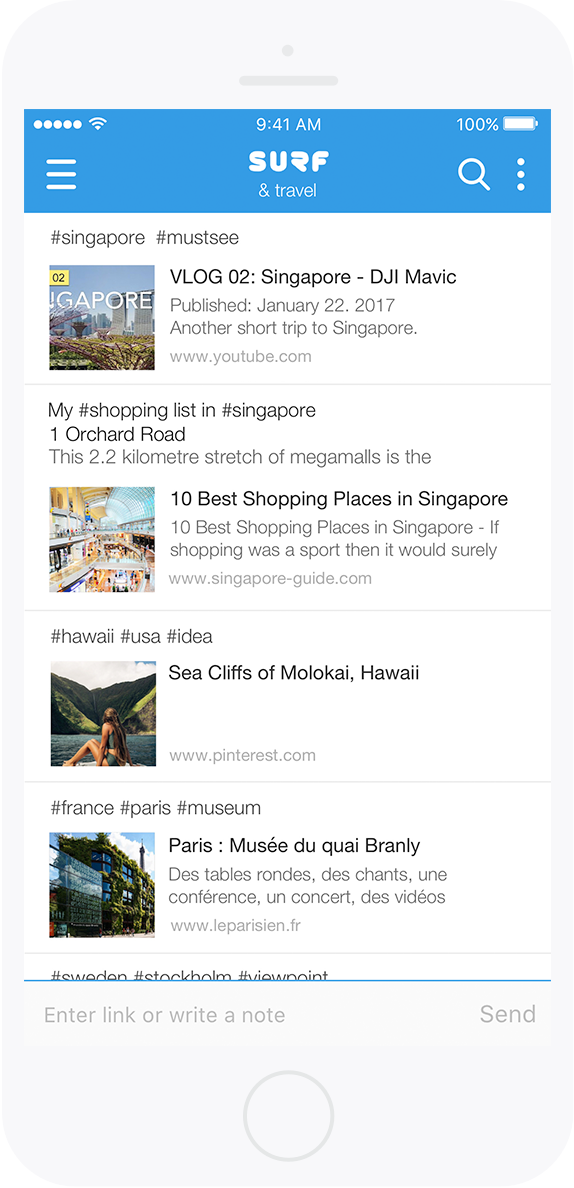 9:41 AM 100%
SURF
& travel
#singapore #mustsee
02
NGAPORE
VLOG 02: Singapore - DJI Mavic
Published: January 22. 2017
Another short trip to Singapore.
www.youtube.com
My #shopping list in #singapore
1 Orchard Road
This 2.2 kilometre stretch of megamalls is the
10 Best Shopping Places in Singapore
10 Best Shopping Places in Singapore - If
shopping was a sport then it would surely
www.singapore-guide.com
#hawaii #usa #idea
Sea Cliffs of Molokai, Hawaii
www.pinterest.com
#france #paris #museum
Paris : Musée du quai Branly
Des tables rondes, des chants, une
conférence, un concert, des vidéos
www.leparisien.fr
#sweden #stockholm #viewpoint
Enter link or write a note Send